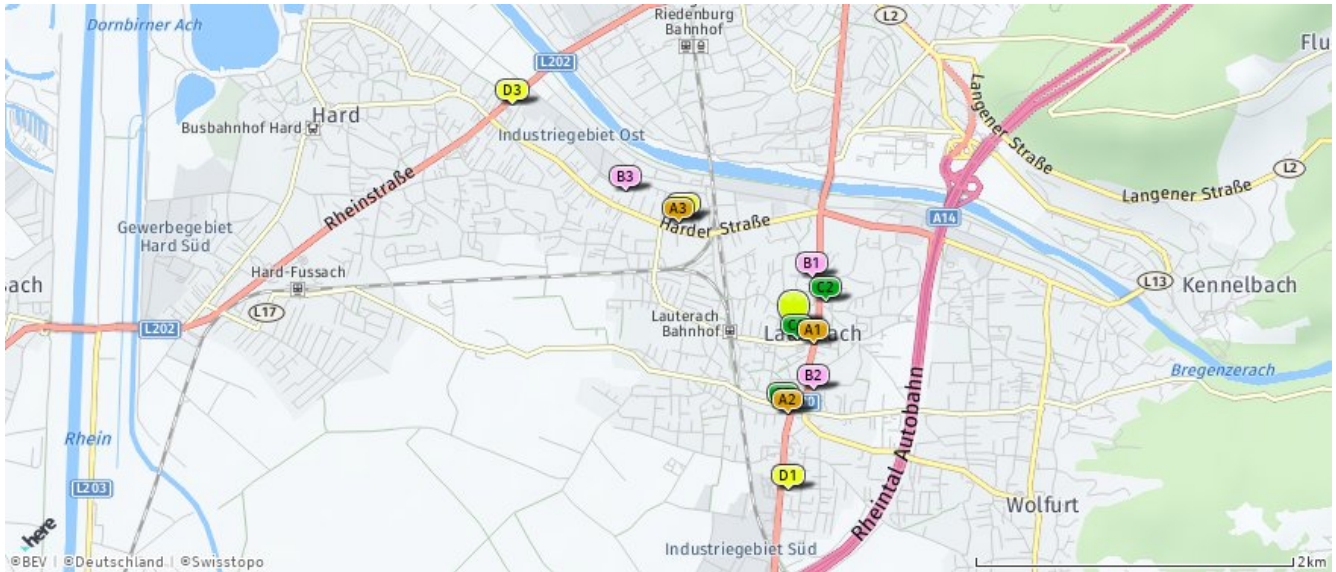 Dornbirner Ach
Riedenburg
Bahnhof
L2
Flu
L202
D3
Hard
Busbahnhof Hard
Industriegebiet Ost
Langener Straße
L2
Langener Straße
B3
A3
Rheinstraße
Harder Straße
A14
Gewerbegebiet
Hard Süd
B1
Hard-Fussach
C2
L13
Kennelbach
ach
L17
L202
Lauterach
Bahnhof
A1
B2
Bregenzerach
A2
Rhein
Rheintal Autobahn
D1
L203
Wolfurt
here
Industriegebiet Süd
©BEV | ©Deutschland | ©Swisstopo
2km